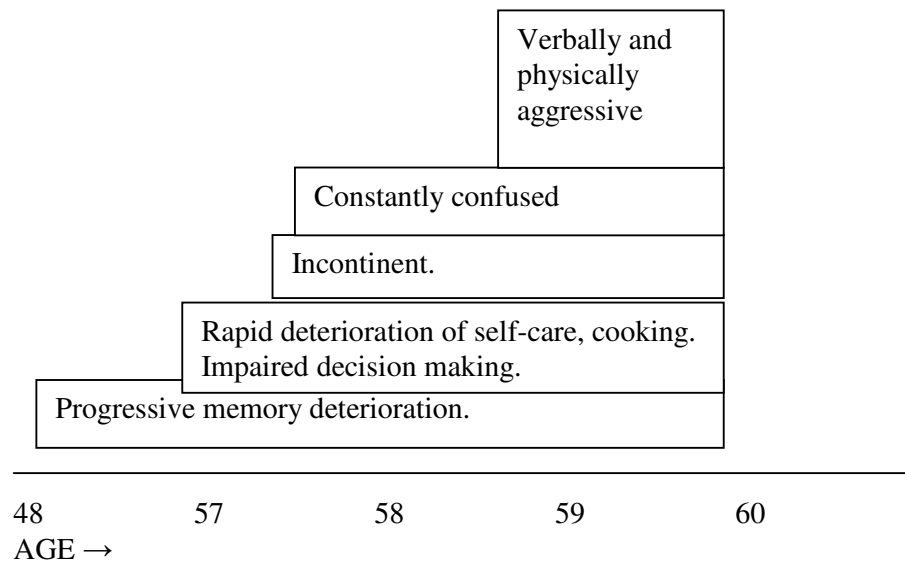 Verbally and
physically
aggressive
Constantly confused
Incontinent.
Rapid deterioration of self-care, cooking.
Impaired decision making.
Progressive memory deterioration.
48 57 58 59 60
AGE →